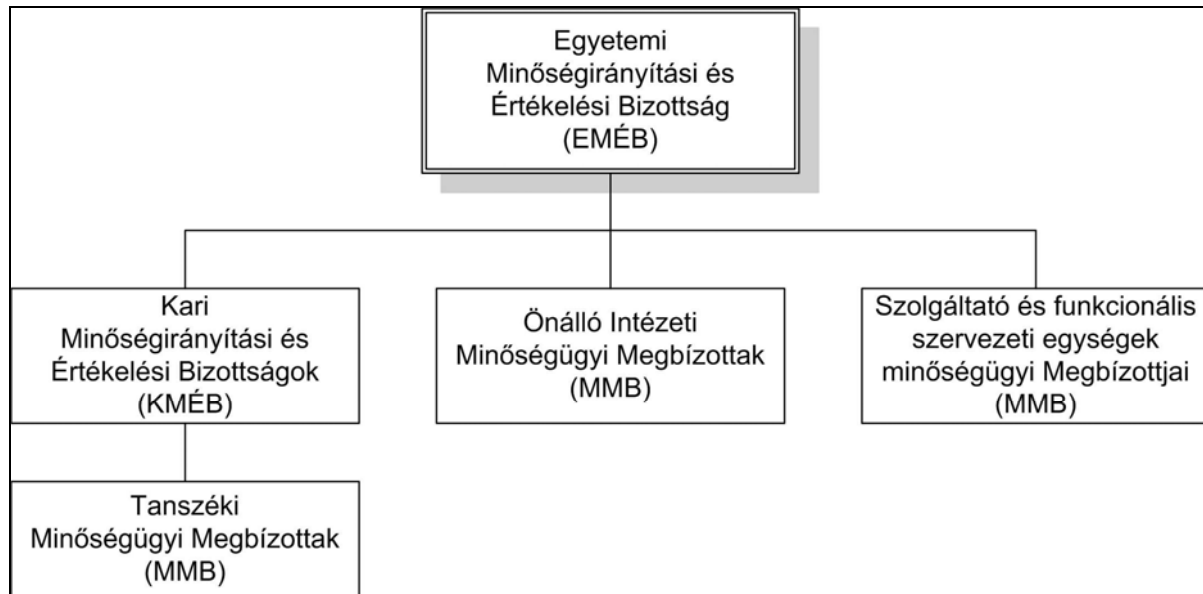 Egyetemi
Minőségirányítási és
Értékelési Bizottság
(EMÉB)
Kari
Minőségirányítási és
Értékelési Bizottságok
(KMÉB)
Önálló Intézeti
Minőségügyi Megbízottak
(MMB)
Szolgáltató és funkcionális
szervezeti egységek
minőségügyi Megbízottjai
(MMB)
Tanszéki
Minőségügyi Megbízottak
(MMB)